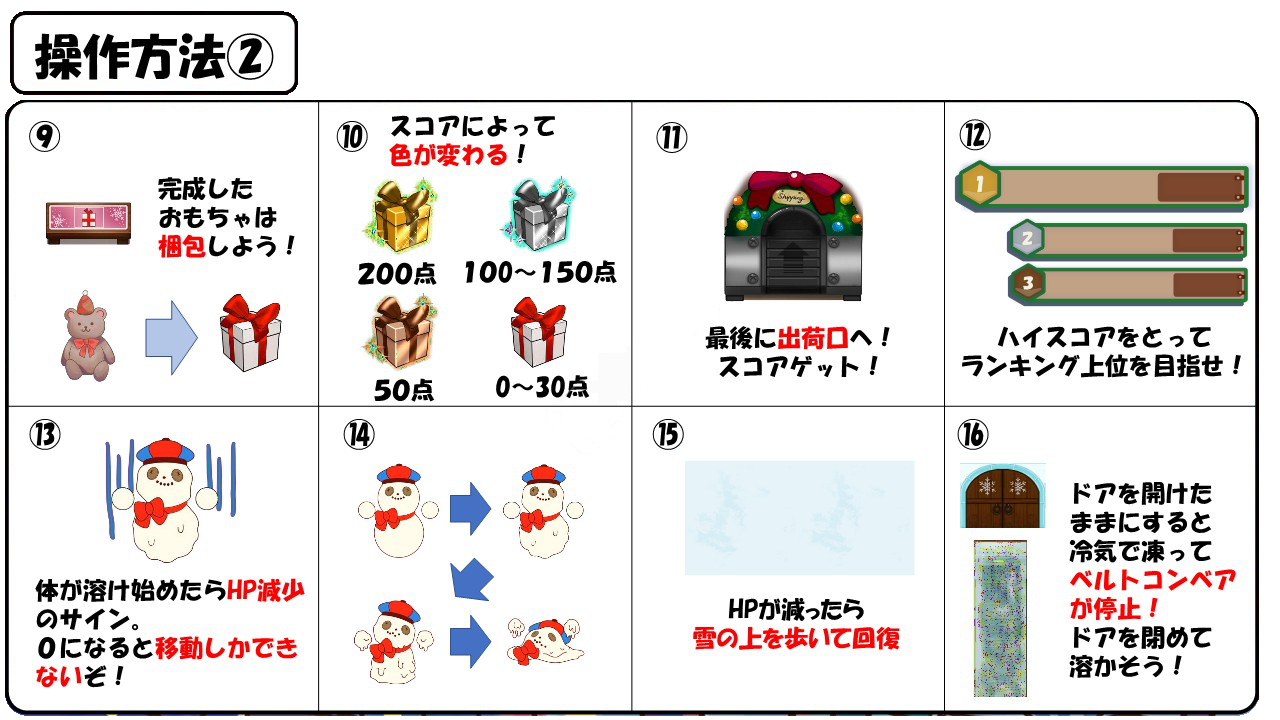 操作方法②
⑨
完成した
おもちゃは
梱包しよう！
⑩
スコアによって
色が変わる！
200点
100～150点
50点
0～30点
⑪
Shipping
最後に出荷口へ！
スコアゲット！
⑫
1
2
3
ハイスコアをとって
ランキング上位を目指せ！
⑬
体が溶け始めたらHP減少
のサイン。
０になると移動しかでき
ないぞ！
⑭
⑮
HPが減ったら
雪の上を歩いて回復
⑯
ドアを開けた
ままにすると
冷気で凍って
ベルトコンベア
が停止！
ドアを閉めて
溶かそう！